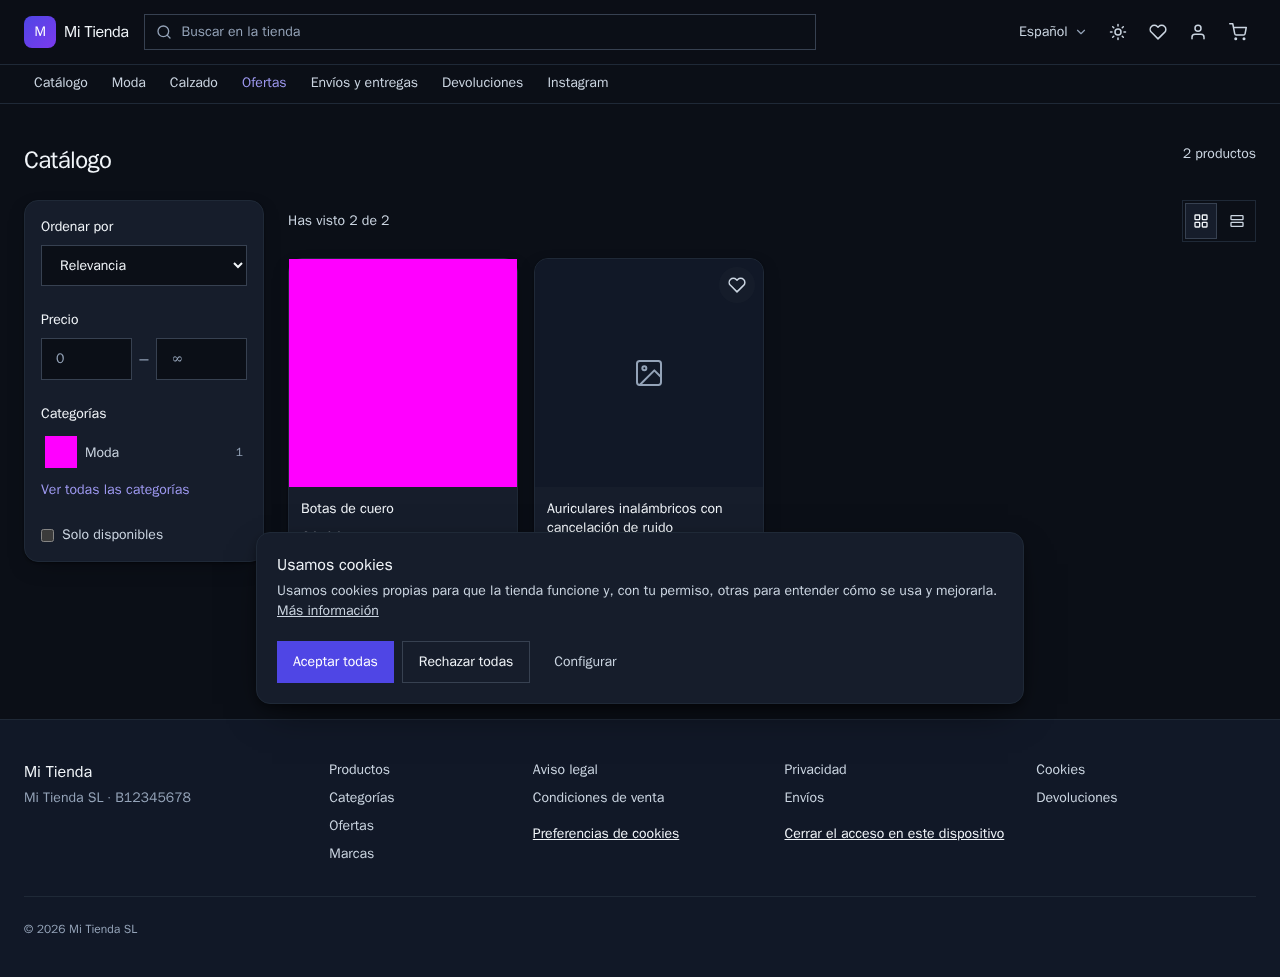 M Mi Tienda
Buscar en la tienda
Español
Catálogo Moda Calzado Ofertas Envíos y entregas Devoluciones Instagram
Catálogo
2 productos
Ordenar por
Relevancia
Precio
0 – ∞
Categorías
Moda 1
Ver todas las categorías
Solo disponibles
Has visto 2 de 2
Botas de cuero
Auriculares inalámbricos con
cancelación de ruido
Usamos cookies
Usamos cookies propias para que la tienda funcione y, con tu permiso, otras para entender cómo se usa y mejorarla.
Más información
Aceptar todas
Rechazar todas
Configurar
Mi Tienda
Mi Tienda SL · B12345678
Productos
Categorías
Ofertas
Marcas
Aviso legal
Condiciones de venta
Preferencias de cookies
Privacidad
Envíos
Cerrar el acceso en este dispositivo
Cookies
Devoluciones
© 2026 Mi Tienda SL